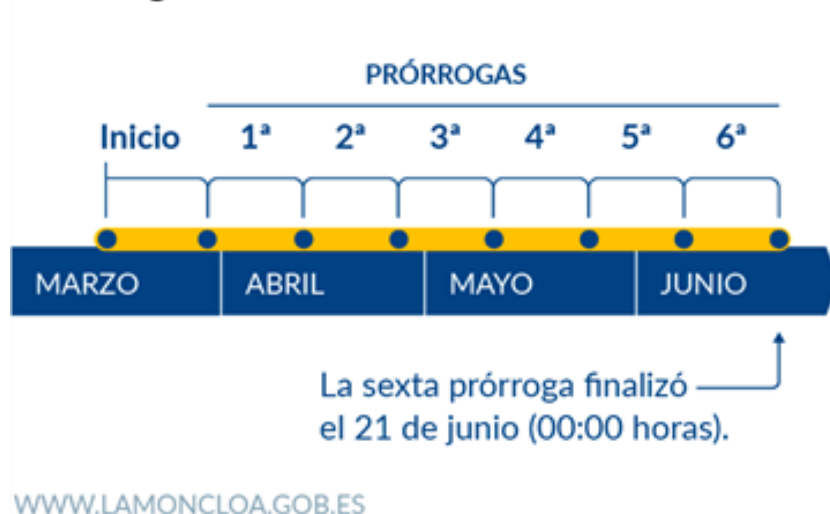 PRÓRROGAS
Inicio 1ª 2ª 3ª 4ª 5ª 6ª
MARZO ABRIL MAYO JUNIO
La sexta prórroga finalizó
el 21 de junio (00:00 horas).
WWW.LAMONCLOA.GOB.ES